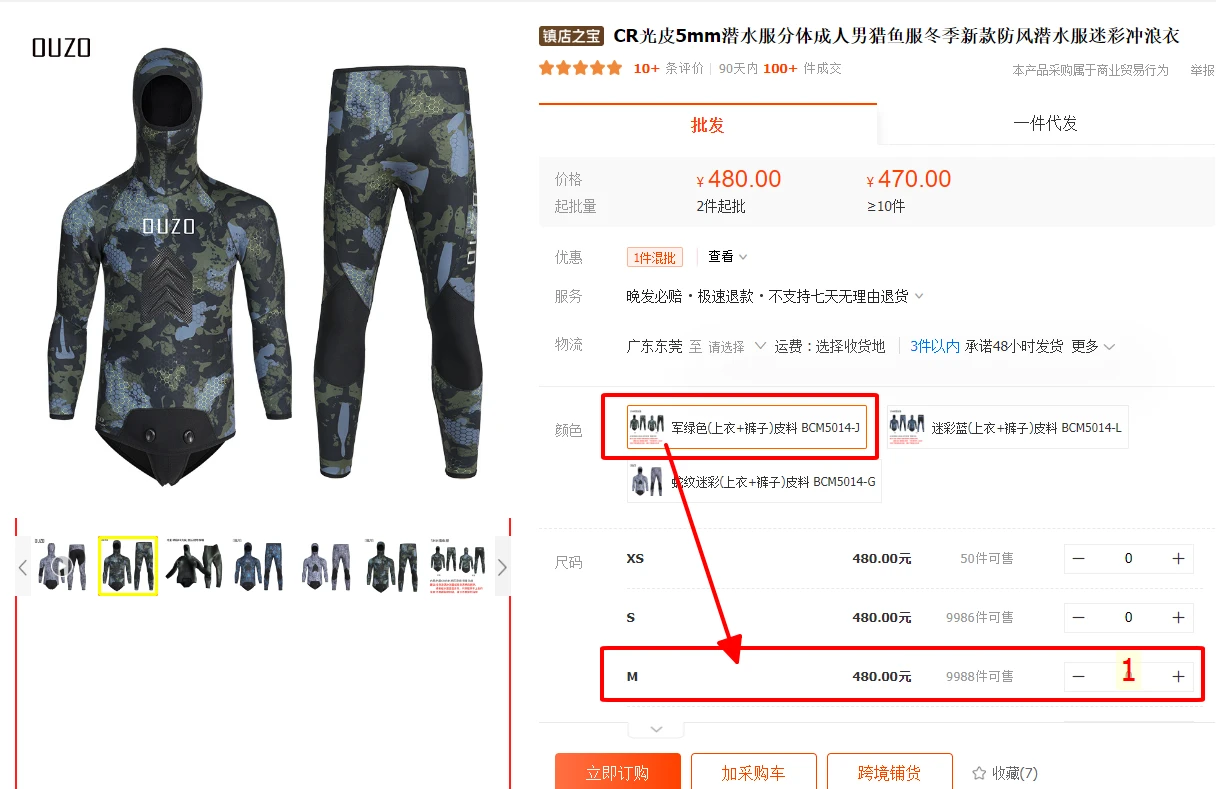 OUZO
OUZO
镇店之宝 CR光皮5mm潜水服分体成人男猎鱼服冬季新款防风潜水服迷彩冲浪衣
10+ 条评价 90天内 100+ 件成交 本产品采购属于商业贸易行为 举报
批发 一件代发
价格 ¥480.00 ¥470.00
起批量 2件起批 ≥10件
优惠 1件混批 查看
服务 晚发必赔·极速退款·不支持七天无理由退货
物流 广东东莞 至 请选择 运费：选择收货地 3件以内 承诺48小时发货 更多
颜色 军绿色(上衣+裤子)皮料 BCM5014-J 迷彩蓝(上衣+裤子)皮料 BCM5014-L
蛇纹迷彩(上衣+裤子)皮料 BCM5014-G
尺码 XS 480.00元 50件可售 － 0 +
S 480.00元 9986件可售 － 0 +
M 480.00元 9988件可售 － 1 +
立即订购 加采购车 跨境铺货 收藏(7)